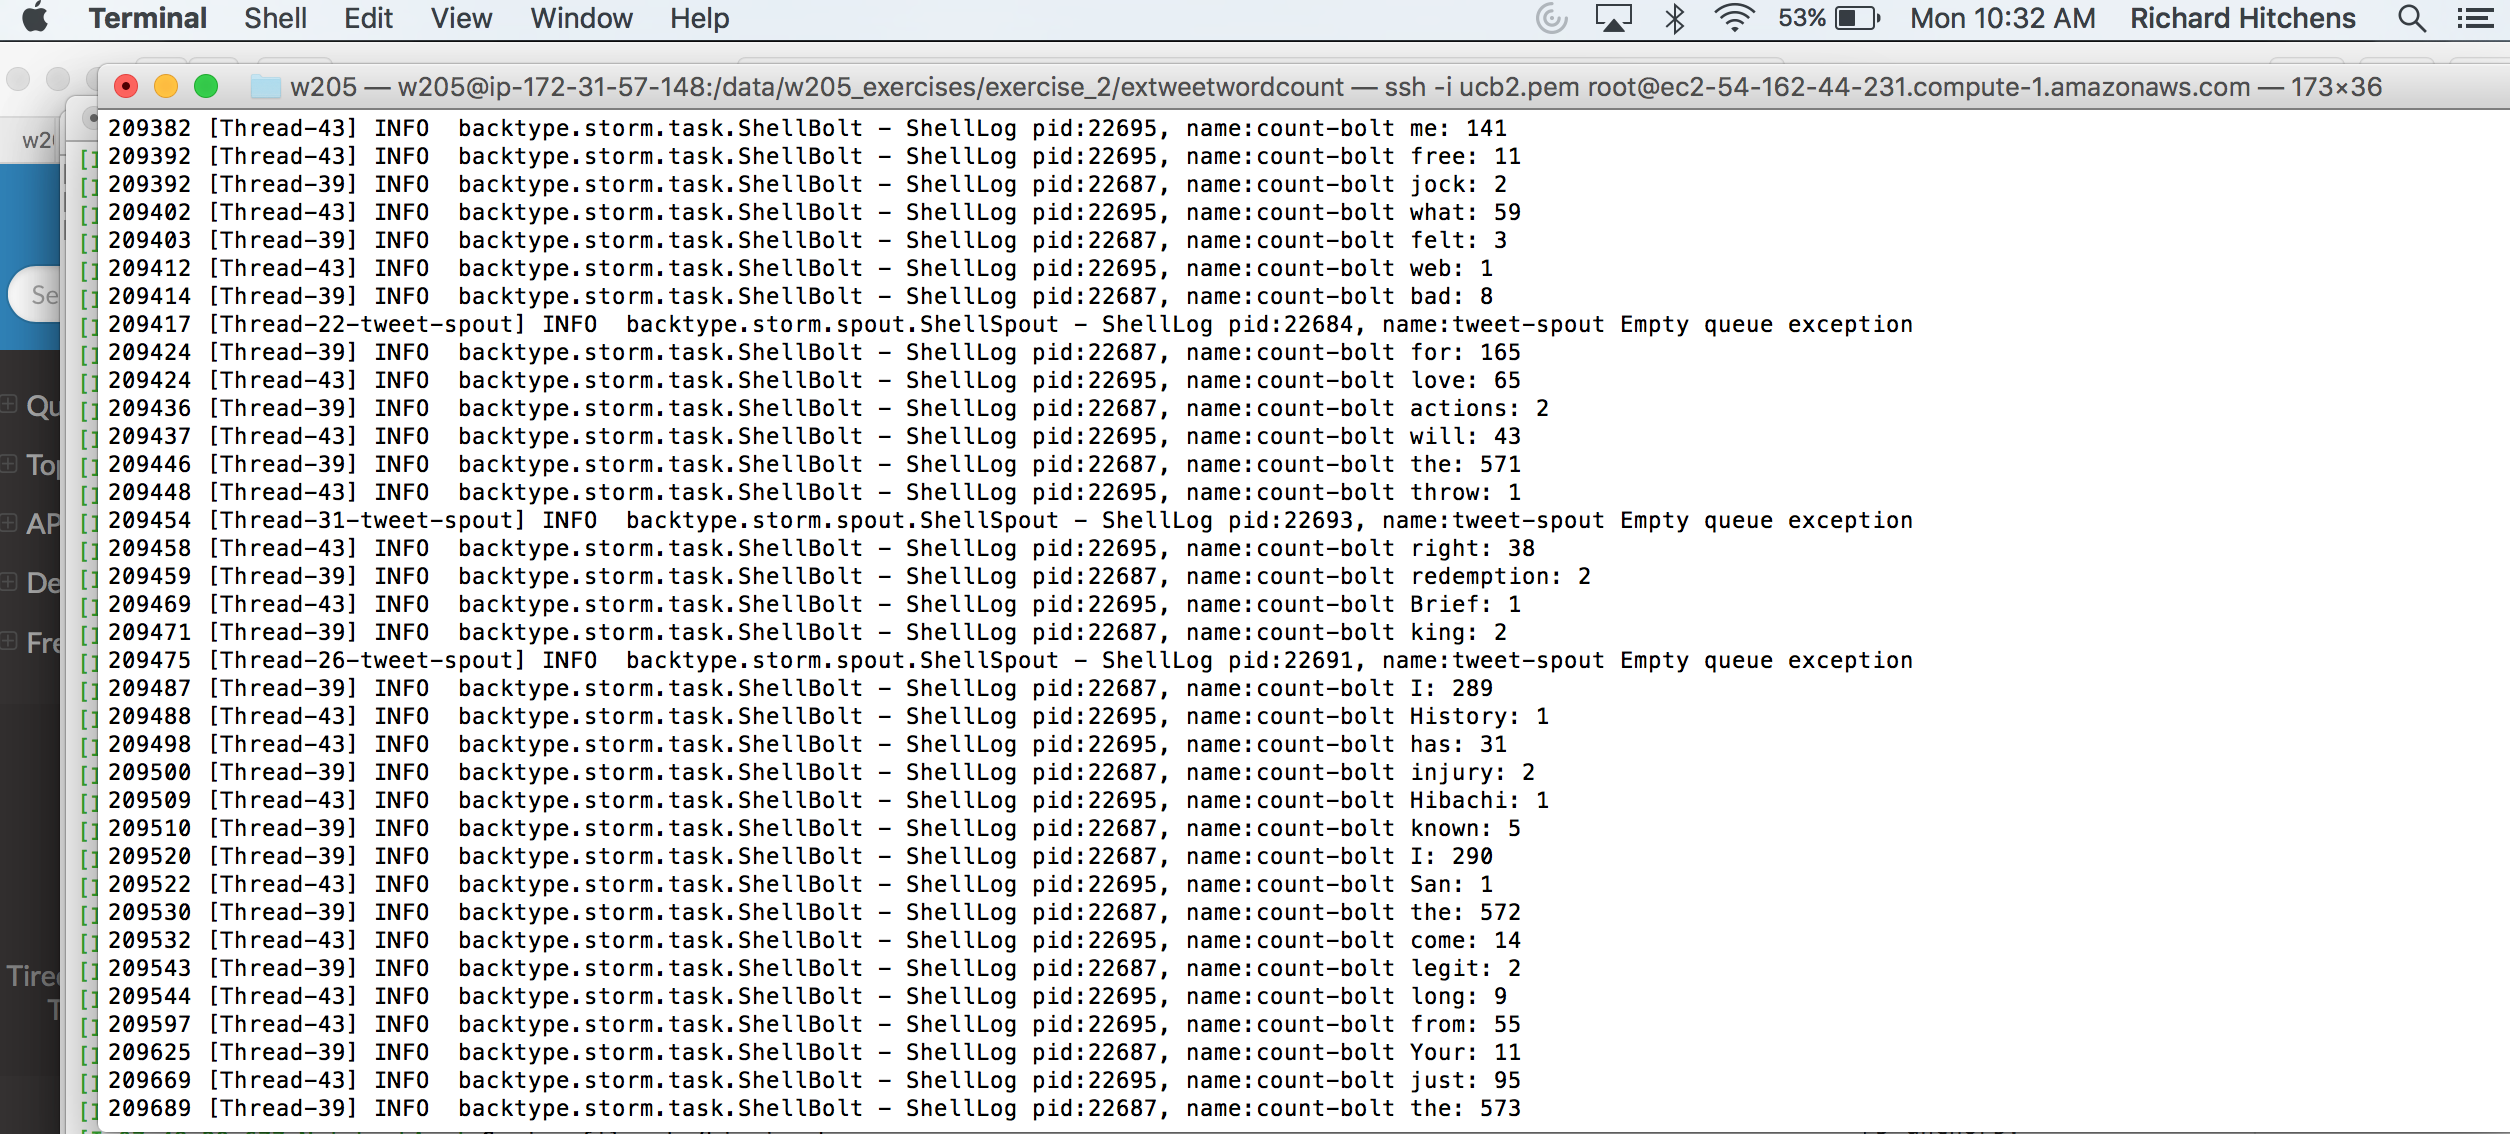 Terminal Shell Edit View Window Help 53% Mon 10:32 AM Richard Hitchens
w205 — w205@ip-172-31-57-148:/data/w205_exercises/exercise_2/extweetwordcount — ssh -i ucb2.pem root@ec2-54-162-44-231.compute-1.amazonaws.com — 173×36
209382 [Thread-43] INFO  backtype.storm.task.ShellBolt - ShellLog pid:22695, name:count-bolt me: 141
209392 [Thread-43] INFO  backtype.storm.task.ShellBolt - ShellLog pid:22695, name:count-bolt free: 11
209392 [Thread-39] INFO  backtype.storm.task.ShellBolt - ShellLog pid:22687, name:count-bolt jock: 2
209402 [Thread-43] INFO  backtype.storm.task.ShellBolt - ShellLog pid:22695, name:count-bolt what: 59
209403 [Thread-39] INFO  backtype.storm.task.ShellBolt - ShellLog pid:22687, name:count-bolt felt: 3
209412 [Thread-43] INFO  backtype.storm.task.ShellBolt - ShellLog pid:22695, name:count-bolt web: 1
209414 [Thread-39] INFO  backtype.storm.task.ShellBolt - ShellLog pid:22687, name:count-bolt bad: 8
209417 [Thread-22-tweet-spout] INFO  backtype.storm.spout.ShellSpout - ShellLog pid:22684, name:tweet-spout Empty queue exception
209424 [Thread-39] INFO  backtype.storm.task.ShellBolt - ShellLog pid:22687, name:count-bolt for: 165
209424 [Thread-43] INFO  backtype.storm.task.ShellBolt - ShellLog pid:22695, name:count-bolt love: 65
209436 [Thread-39] INFO  backtype.storm.task.ShellBolt - ShellLog pid:22687, name:count-bolt actions: 2
209437 [Thread-43] INFO  backtype.storm.task.ShellBolt - ShellLog pid:22695, name:count-bolt will: 43
209446 [Thread-39] INFO  backtype.storm.task.ShellBolt - ShellLog pid:22687, name:count-bolt the: 571
209448 [Thread-43] INFO  backtype.storm.task.ShellBolt - ShellLog pid:22695, name:count-bolt throw: 1
209454 [Thread-31-tweet-spout] INFO  backtype.storm.spout.ShellSpout - ShellLog pid:22693, name:tweet-spout Empty queue exception
209458 [Thread-43] INFO  backtype.storm.task.ShellBolt - ShellLog pid:22695, name:count-bolt right: 38
209459 [Thread-39] INFO  backtype.storm.task.ShellBolt - ShellLog pid:22687, name:count-bolt redemption: 2
209469 [Thread-43] INFO  backtype.storm.task.ShellBolt - ShellLog pid:22695, name:count-bolt Brief: 1
209471 [Thread-39] INFO  backtype.storm.task.ShellBolt - ShellLog pid:22687, name:count-bolt king: 2
209475 [Thread-26-tweet-spout] INFO  backtype.storm.spout.ShellSpout - ShellLog pid:22691, name:tweet-spout Empty queue exception
209487 [Thread-39] INFO  backtype.storm.task.ShellBolt - ShellLog pid:22687, name:count-bolt I: 289
209488 [Thread-43] INFO  backtype.storm.task.ShellBolt - ShellLog pid:22695, name:count-bolt History: 1
209498 [Thread-43] INFO  backtype.storm.task.ShellBolt - ShellLog pid:22695, name:count-bolt has: 31
209500 [Thread-39] INFO  backtype.storm.task.ShellBolt - ShellLog pid:22687, name:count-bolt injury: 2
209509 [Thread-43] INFO  backtype.storm.task.ShellBolt - ShellLog pid:22695, name:count-bolt Hibachi: 1
209510 [Thread-39] INFO  backtype.storm.task.ShellBolt - ShellLog pid:22687, name:count-bolt known: 5
209520 [Thread-39] INFO  backtype.storm.task.ShellBolt - ShellLog pid:22687, name:count-bolt I: 290
209522 [Thread-43] INFO  backtype.storm.task.ShellBolt - ShellLog pid:22695, name:count-bolt San: 1
209530 [Thread-39] INFO  backtype.storm.task.ShellBolt - ShellLog pid:22687, name:count-bolt the: 572
209532 [Thread-43] INFO  backtype.storm.task.ShellBolt - ShellLog pid:22695, name:count-bolt come: 14
209543 [Thread-39] INFO  backtype.storm.task.ShellBolt - ShellLog pid:22687, name:count-bolt legit: 2
209544 [Thread-43] INFO  backtype.storm.task.ShellBolt - ShellLog pid:22695, name:count-bolt long: 9
209597 [Thread-43] INFO  backtype.storm.task.ShellBolt - ShellLog pid:22695, name:count-bolt from: 55
209625 [Thread-39] INFO  backtype.storm.task.ShellBolt - ShellLog pid:22687, name:count-bolt Your: 11
209669 [Thread-43] INFO  backtype.storm.task.ShellBolt - ShellLog pid:22695, name:count-bolt just: 95
209689 [Thread-39] INFO  backtype.storm.task.ShellBolt - ShellLog pid:22687, name:count-bolt the: 573